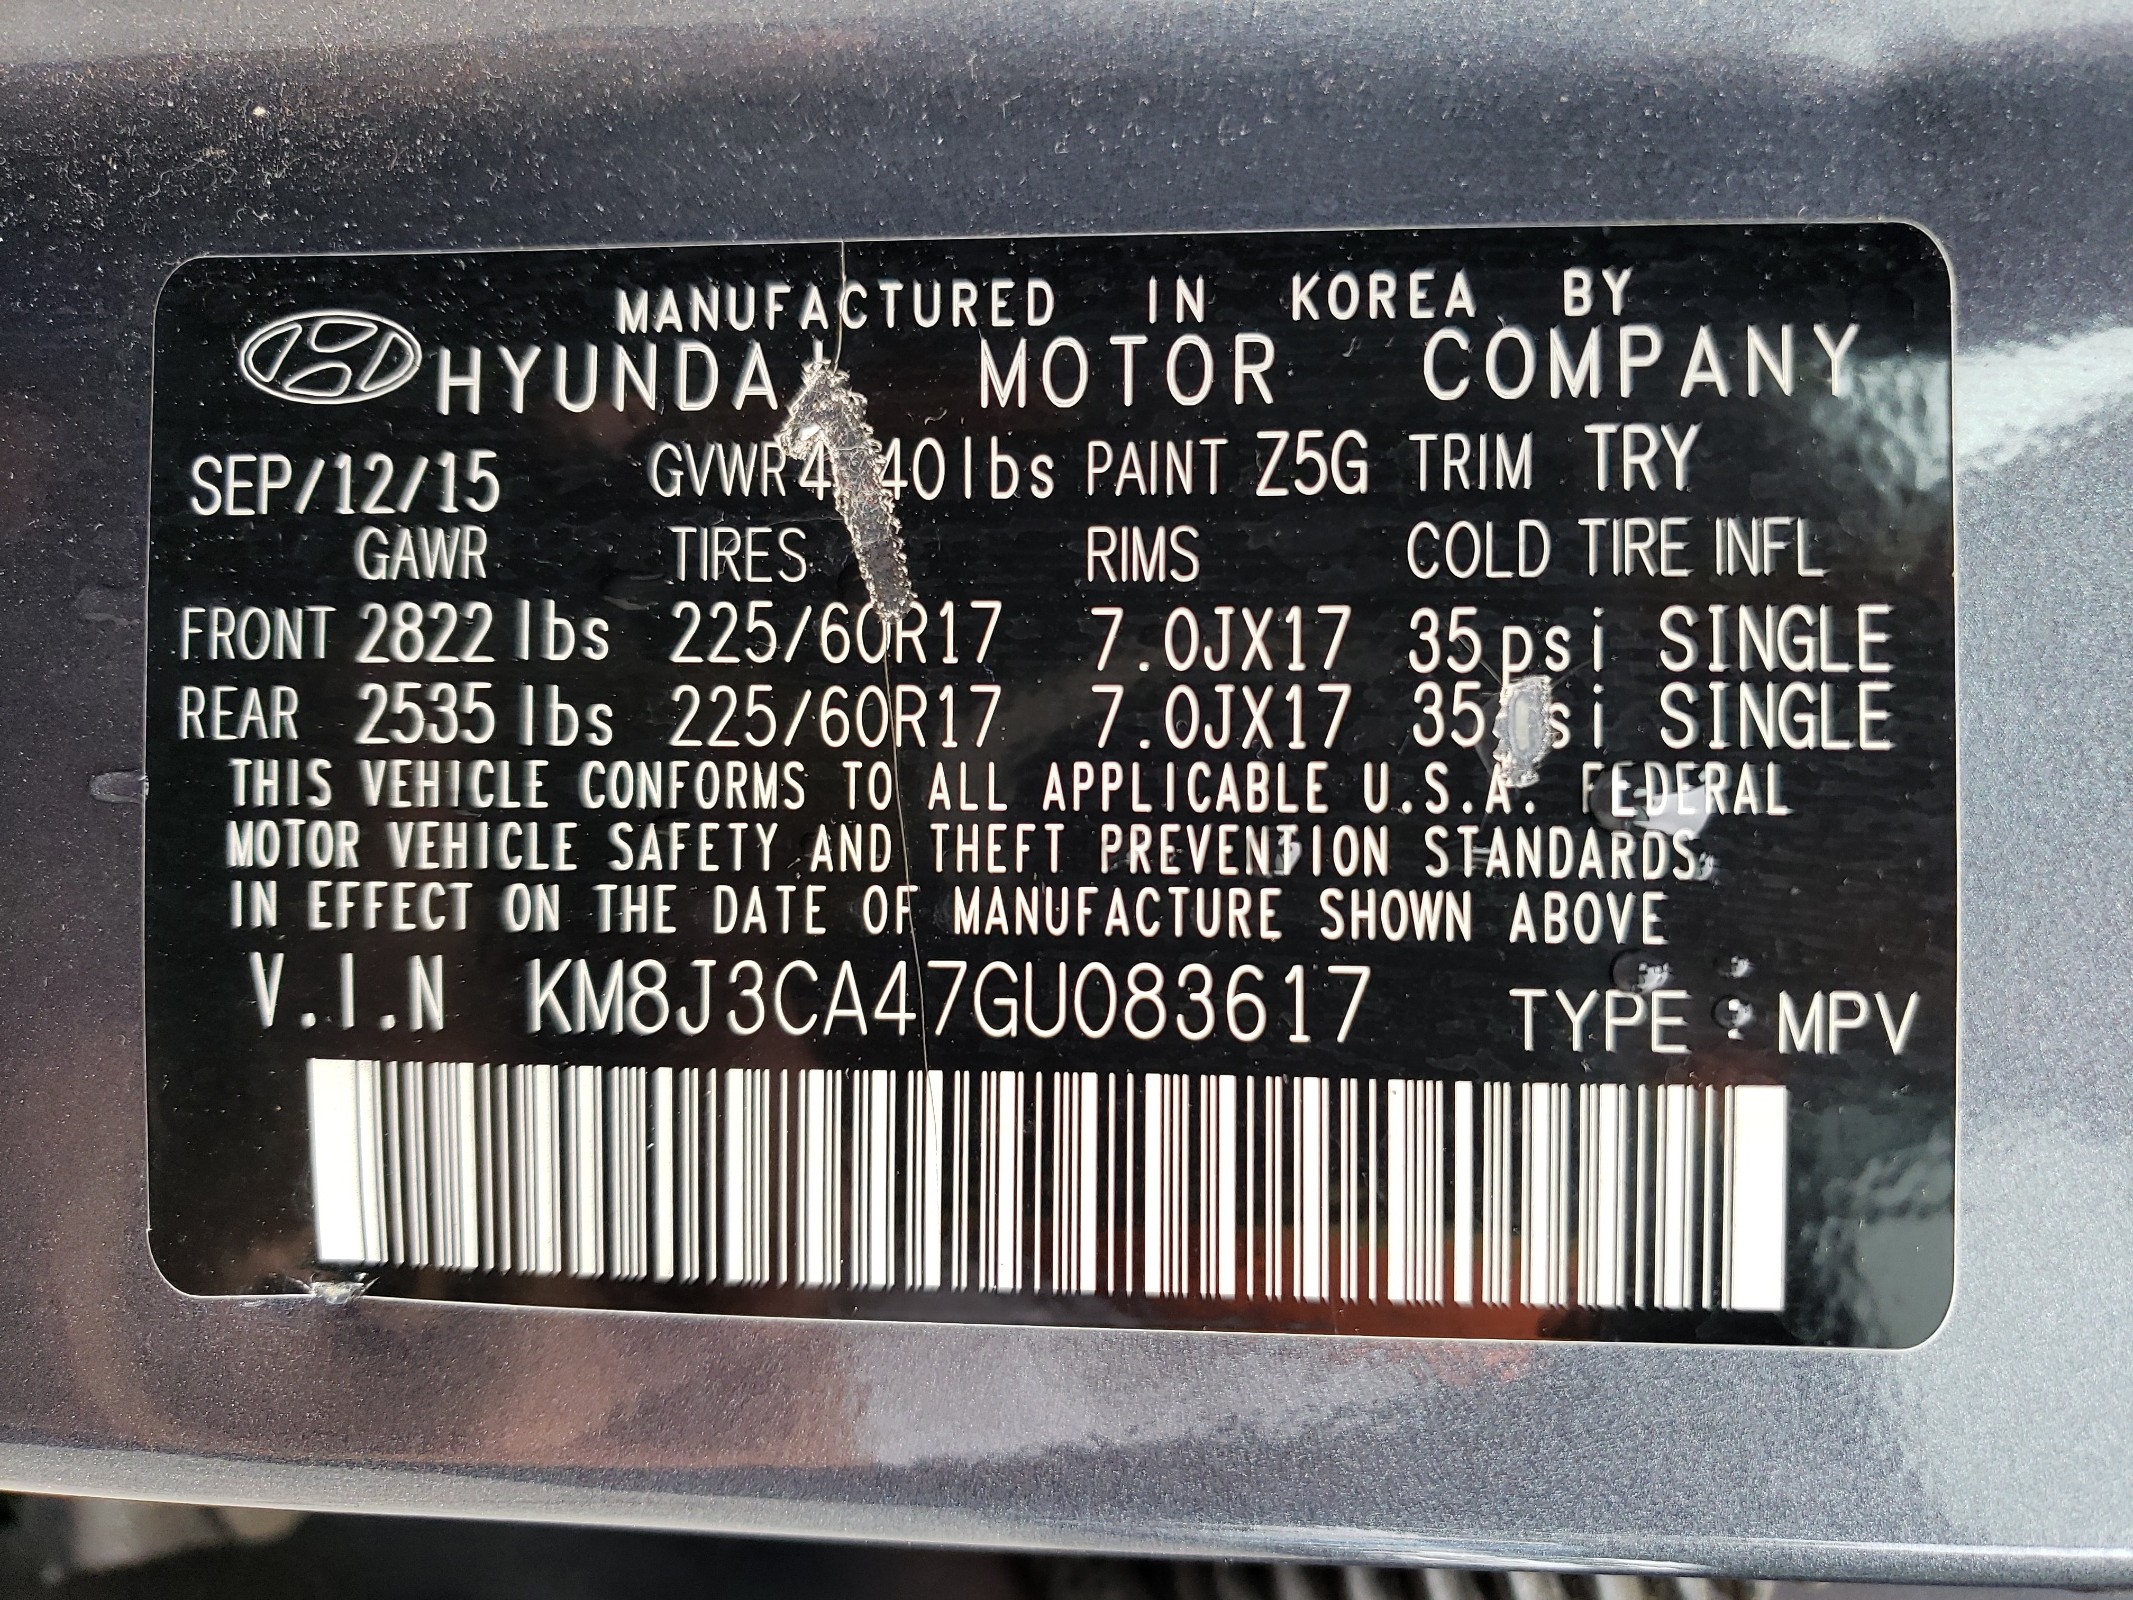 MANUFACTURED IN KOREA BY
HYUNDAI MOTOR COMPANY
SEP/12/15 GVWR lbs PAINT Z5G TRIM TRY
GAWR TIRES RIMS COLD TIRE INFL
FRONT 2822 lbs 225/60R17 7.0JX17 35psi SINGLE
REAR 2535 lbs 225/60R17 7.0JX17 35psi SINGLE
THIS VEHICLE CONFORMS TO ALL APPLICABLE U.S.A. FEDERAL
MOTOR VEHICLE SAFETY AND THEFT PREVENTION STANDARDS,
IN EFFECT ON THE DATE OF MANUFACTURE SHOWN ABOVE
V.I.N KM8J3CA47GU083617 TYPE : MPV